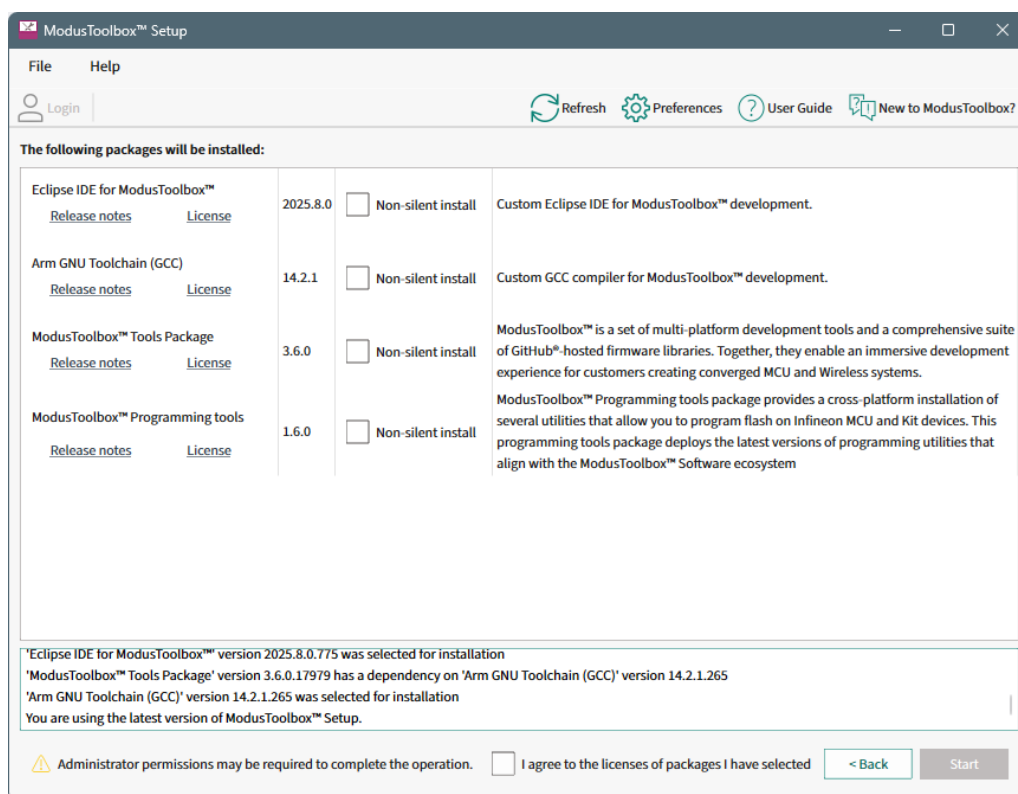 ModusToolbox™ Setup
File Help
Login Refresh Preferences User Guide New to ModusToolbox?
The following packages will be installed:
Eclipse IDE for ModusToolbox™
Release notes License
2025.8.0
Non-silent install
Custom Eclipse IDE for ModusToolbox™ development.
Arm GNU Toolchain (GCC)
Release notes License
14.2.1
Non-silent install
Custom GCC compiler for ModusToolbox™ development.
ModusToolbox™ Tools Package
Release notes License
3.6.0
Non-silent install
ModusToolbox™ is a set of multi-platform development tools and a comprehensive suite
of GitHub®-hosted firmware libraries. Together, they enable an immersive development
experience for customers creating converged MCU and Wireless systems.
ModusToolbox™ Programming tools
Release notes License
1.6.0
Non-silent install
ModusToolbox™ Programming tools package provides a cross-platform installation of
several utilities that allow you to program flash on Infineon MCU and Kit devices. This
programming tools package deploys the latest versions of programming utilities that
align with the ModusToolbox™ Software ecosystem
'Eclipse IDE for ModusToolbox™' version 2025.8.0.775 was selected for installation
'ModusToolbox™ Tools Package' version 3.6.0.17979 has a dependency on 'Arm GNU Toolchain (GCC)' version 14.2.1.265
'Arm GNU Toolchain (GCC)' version 14.2.1.265 was selected for installation
You are using the latest version of ModusToolbox™ Setup.
Administrator permissions may be required to complete the operation. I agree to the licenses of packages I have selected < Back Start